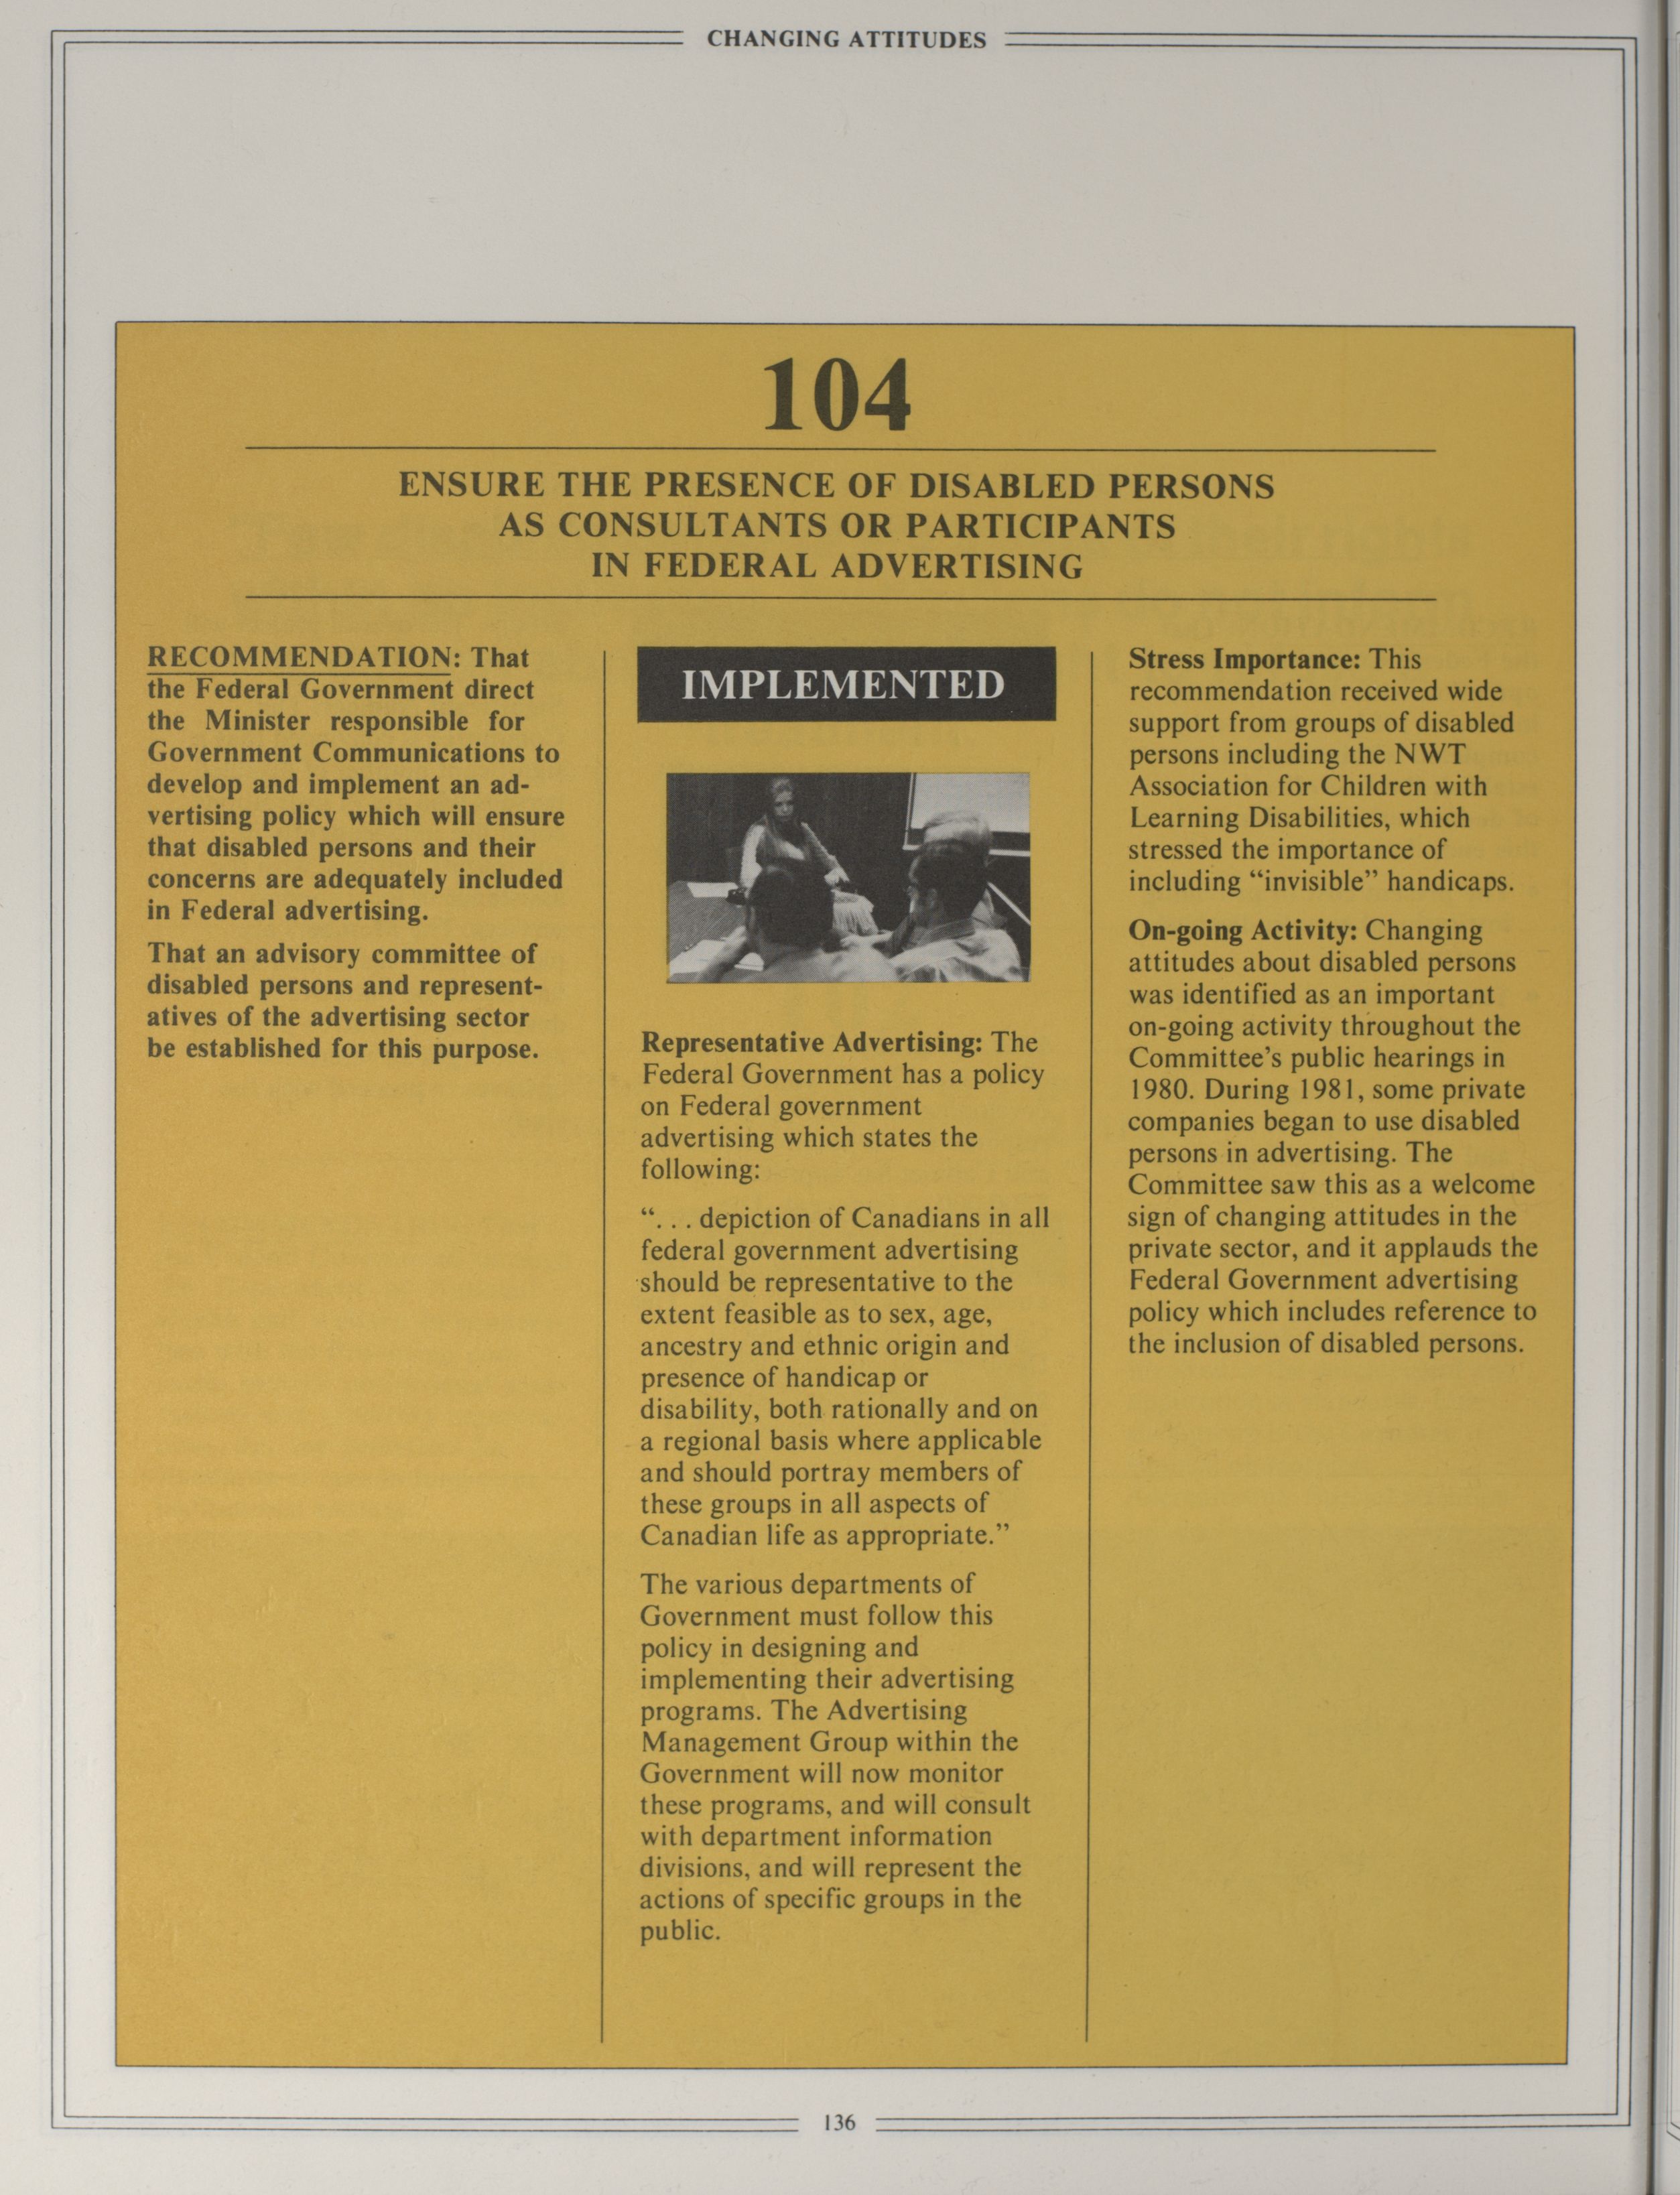 CHANGING ATTITUDES
104
ENSURE THE PRESENCE OF DISABLED PERSONS
AS CONSULTANTS OR PARTICIPANTS
IN FEDERAL ADVERTISING
RECOMMENDATION: That
the Federal Government direct
the Minister responsible for
Government Communications to
develop and implement an ad-
vertising policy which will ensure
that disabled persons and their
concerns are adequately included
in Federal advertising.
That an advisory committee of
disabled persons and represent-
atives of the advertising sector
be established for this purpose.
IMPLEMENTED
Representative Advertising: The
Federal Government has a policy
on Federal government
advertising which states the
following:
“. . . depiction of Canadians in all
federal government advertising
should be representative to the
extent feasible as to sex, age,
ancestry and ethnic origin and
presence of handicap or
disability, both rationally and on
a regional basis where applicable
and should portray members of
these groups in all aspects of
Canadian life as appropriate.”
The various departments of
Government must follow this
policy in designing and
implementing their advertising
programs. The Advertising
Management Group within the
Government will now monitor
these programs, and will consult
with department information
divisions, and will represent the
actions of specific groups in the
public.
Stress Importance: This
recommendation received wide
support from groups of disabled
persons including the NWT
Association for Children with
Learning Disabilities, which
stressed the importance of
including “invisible” handicaps.
On-going Activity: Changing
attitudes about disabled persons
was identified as an important
on-going activity throughout the
Committee’s public hearings in
1980. During 1981, some private
companies began to use disabled
persons in advertising. The
Committee saw this as a welcome
sign of changing attitudes in the
private sector, and it applauds the
Federal Government advertising
policy which includes reference to
the inclusion of disabled persons.
136